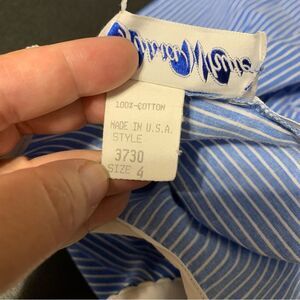 100%-COTTON
MADE IN U.S.A.
STYLE
3730
SIZE 4